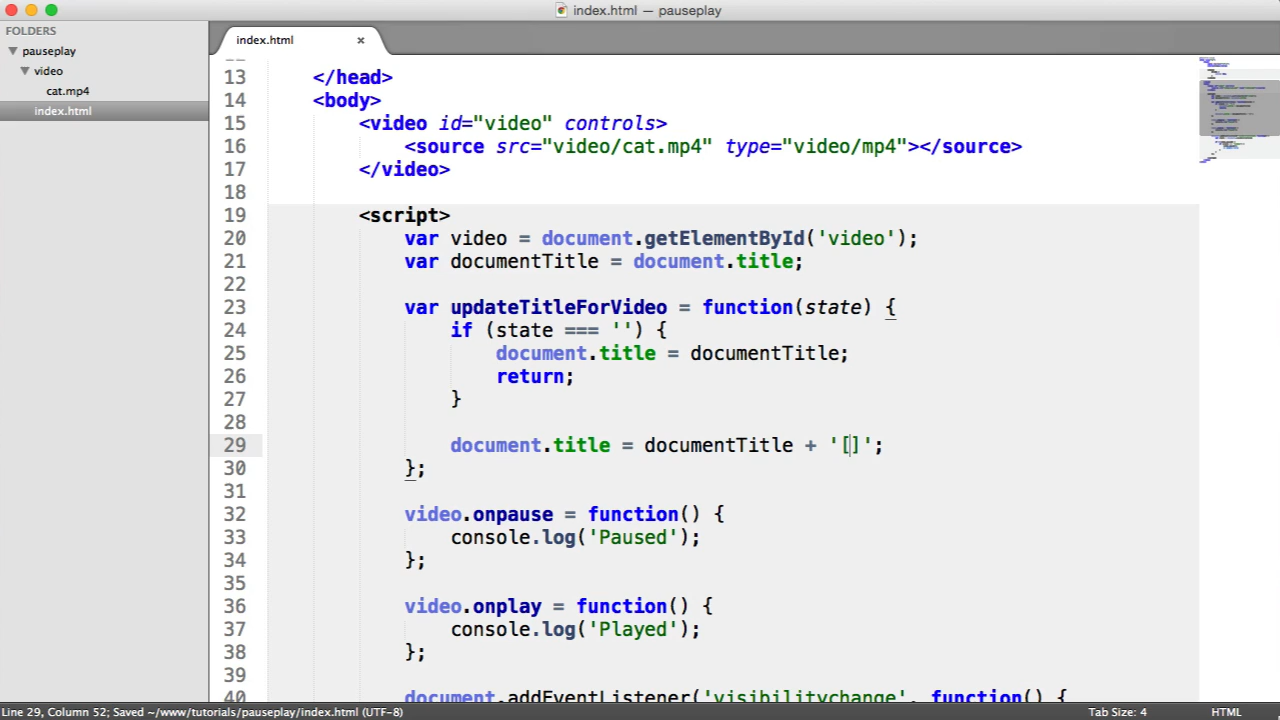 index.html — pauseplay
FOLDERS
pauseplay
video
cat.mp4
index.html
index.html ×
13 </head>
14 <body>
15 <video id="video" controls>
16 <source src="video/cat.mp4" type="video/mp4"></source>
17 </video>
18
19 <script>
20 var video = document.getElementById('video');
21 var documentTitle = document.title;
22
23 var updateTitleForVideo = function(state) {
24 if (state === '') {
25 document.title = documentTitle;
26 return;
27 }
28
29 document.title = documentTitle + '[]';
30 };
31
32 video.onpause = function() {
33 console.log('Paused');
34 };
35
36 video.onplay = function() {
37 console.log('Played');
38 };
39
40 document.addEventListener('visibilitychange', function() {
Line 29, Column 52; Saved ~/www/tutorials/pauseplay/index.html (UTF-8)
Tab Size: 4
HTML